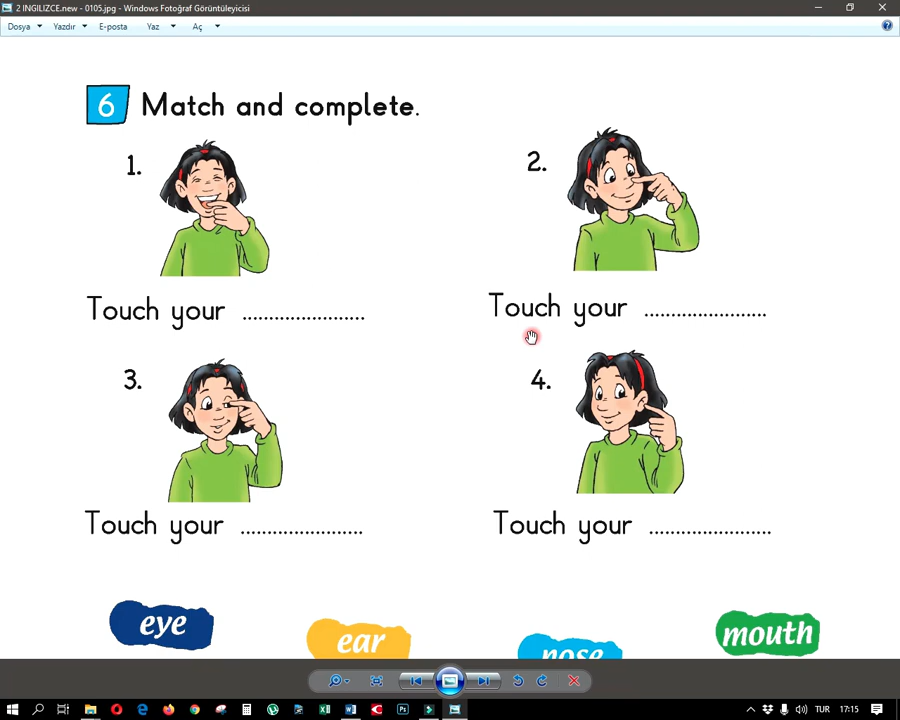 2 INGILIZCE.new - 0105.jpg - Windows Fotoğraf Görüntüleyicisi
Dosya Yazdır E-posta Yaz Aç
6 Match and complete.
1.
2.
Touch your ........................
Touch your ........................
3.
4.
Touch your ........................
Touch your ........................
eye
ear
nose
mouth
TUR 17:15